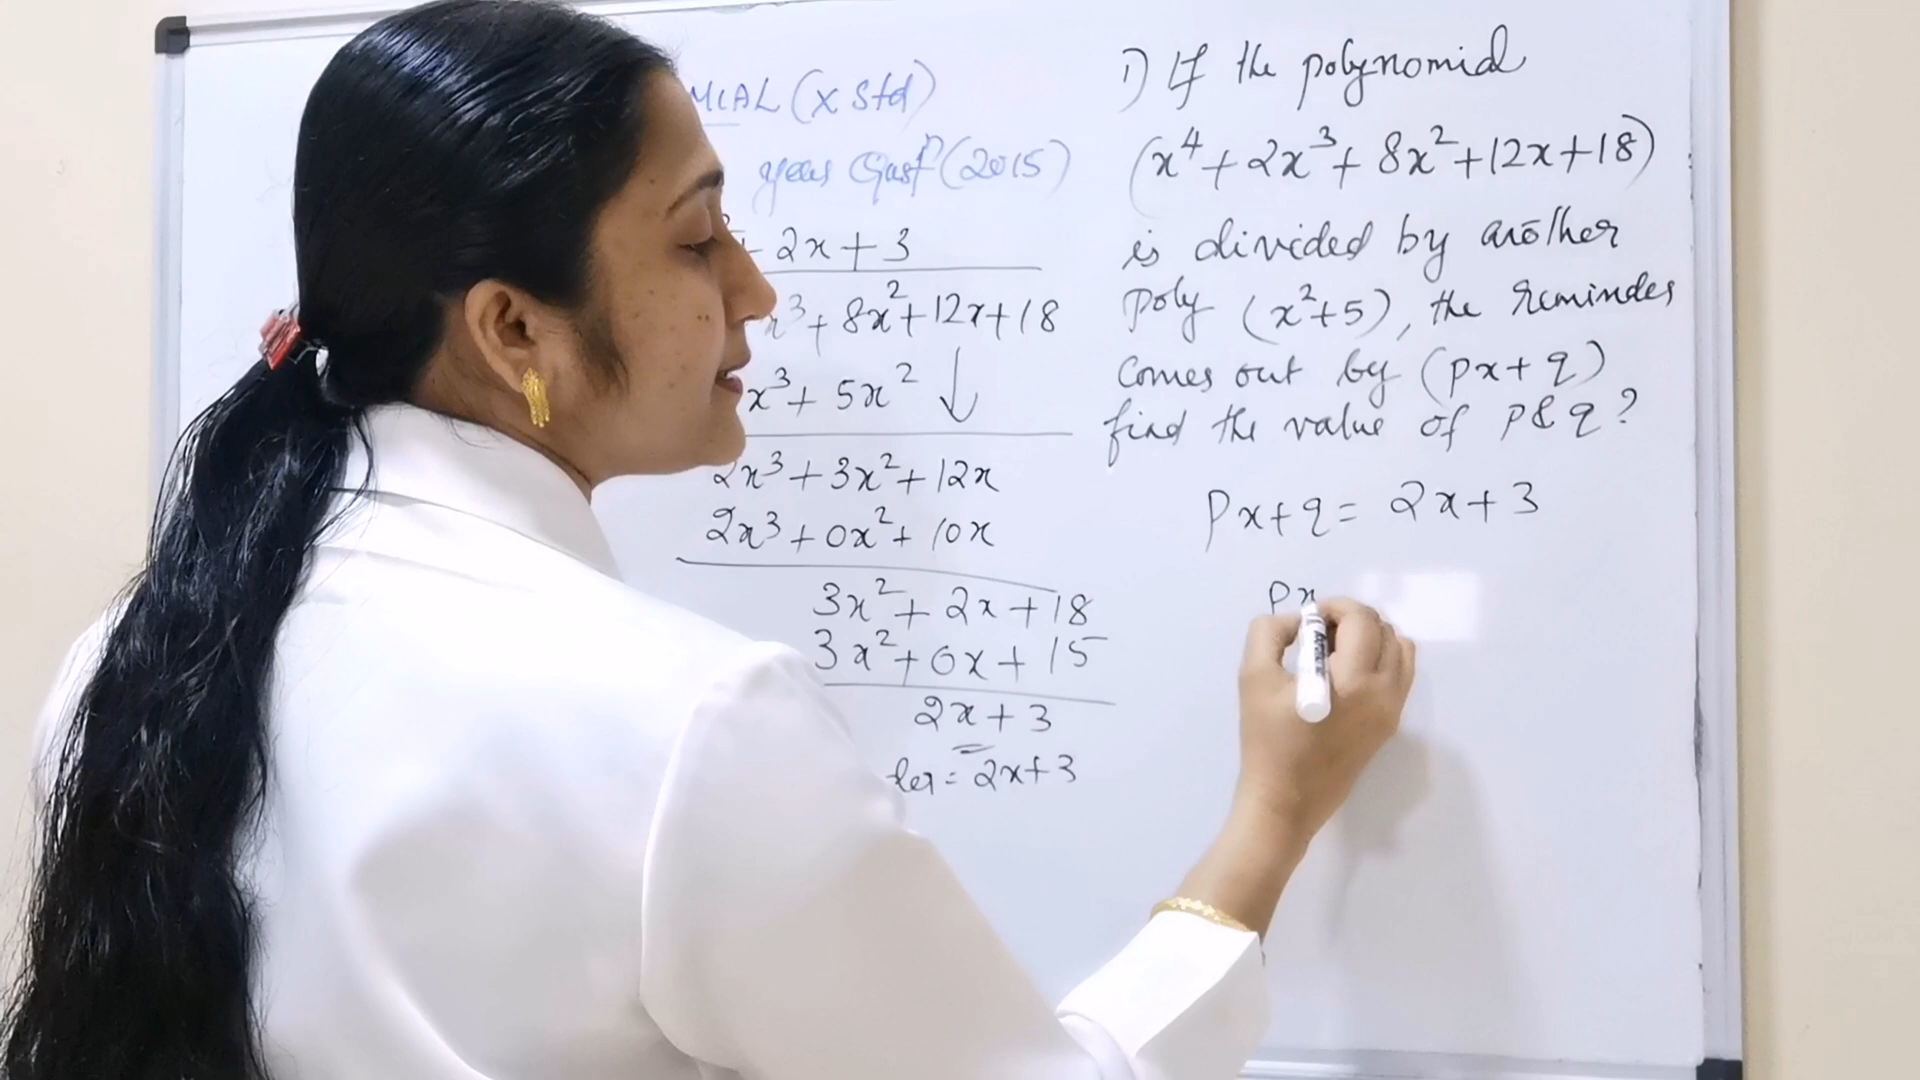 MIAL (X Std)
years Qust^n (2015)
- 2x + 3
x³ + 8x² + 12x + 18
x³ + 5x²
2x³ + 3x² + 12x
2x³ + 0x² + 10x
3x² + 2x + 18
3x² + 0x + 15
2x + 3
der = 2x + 3
1) If the polynomial
(x⁴ + 2x³ + 8x² + 12x + 18)
is divided by another
poly (x² + 5), the reminder
comes out by (px + q)
find the value of p & q ?
Px + q = 2x + 3
Px